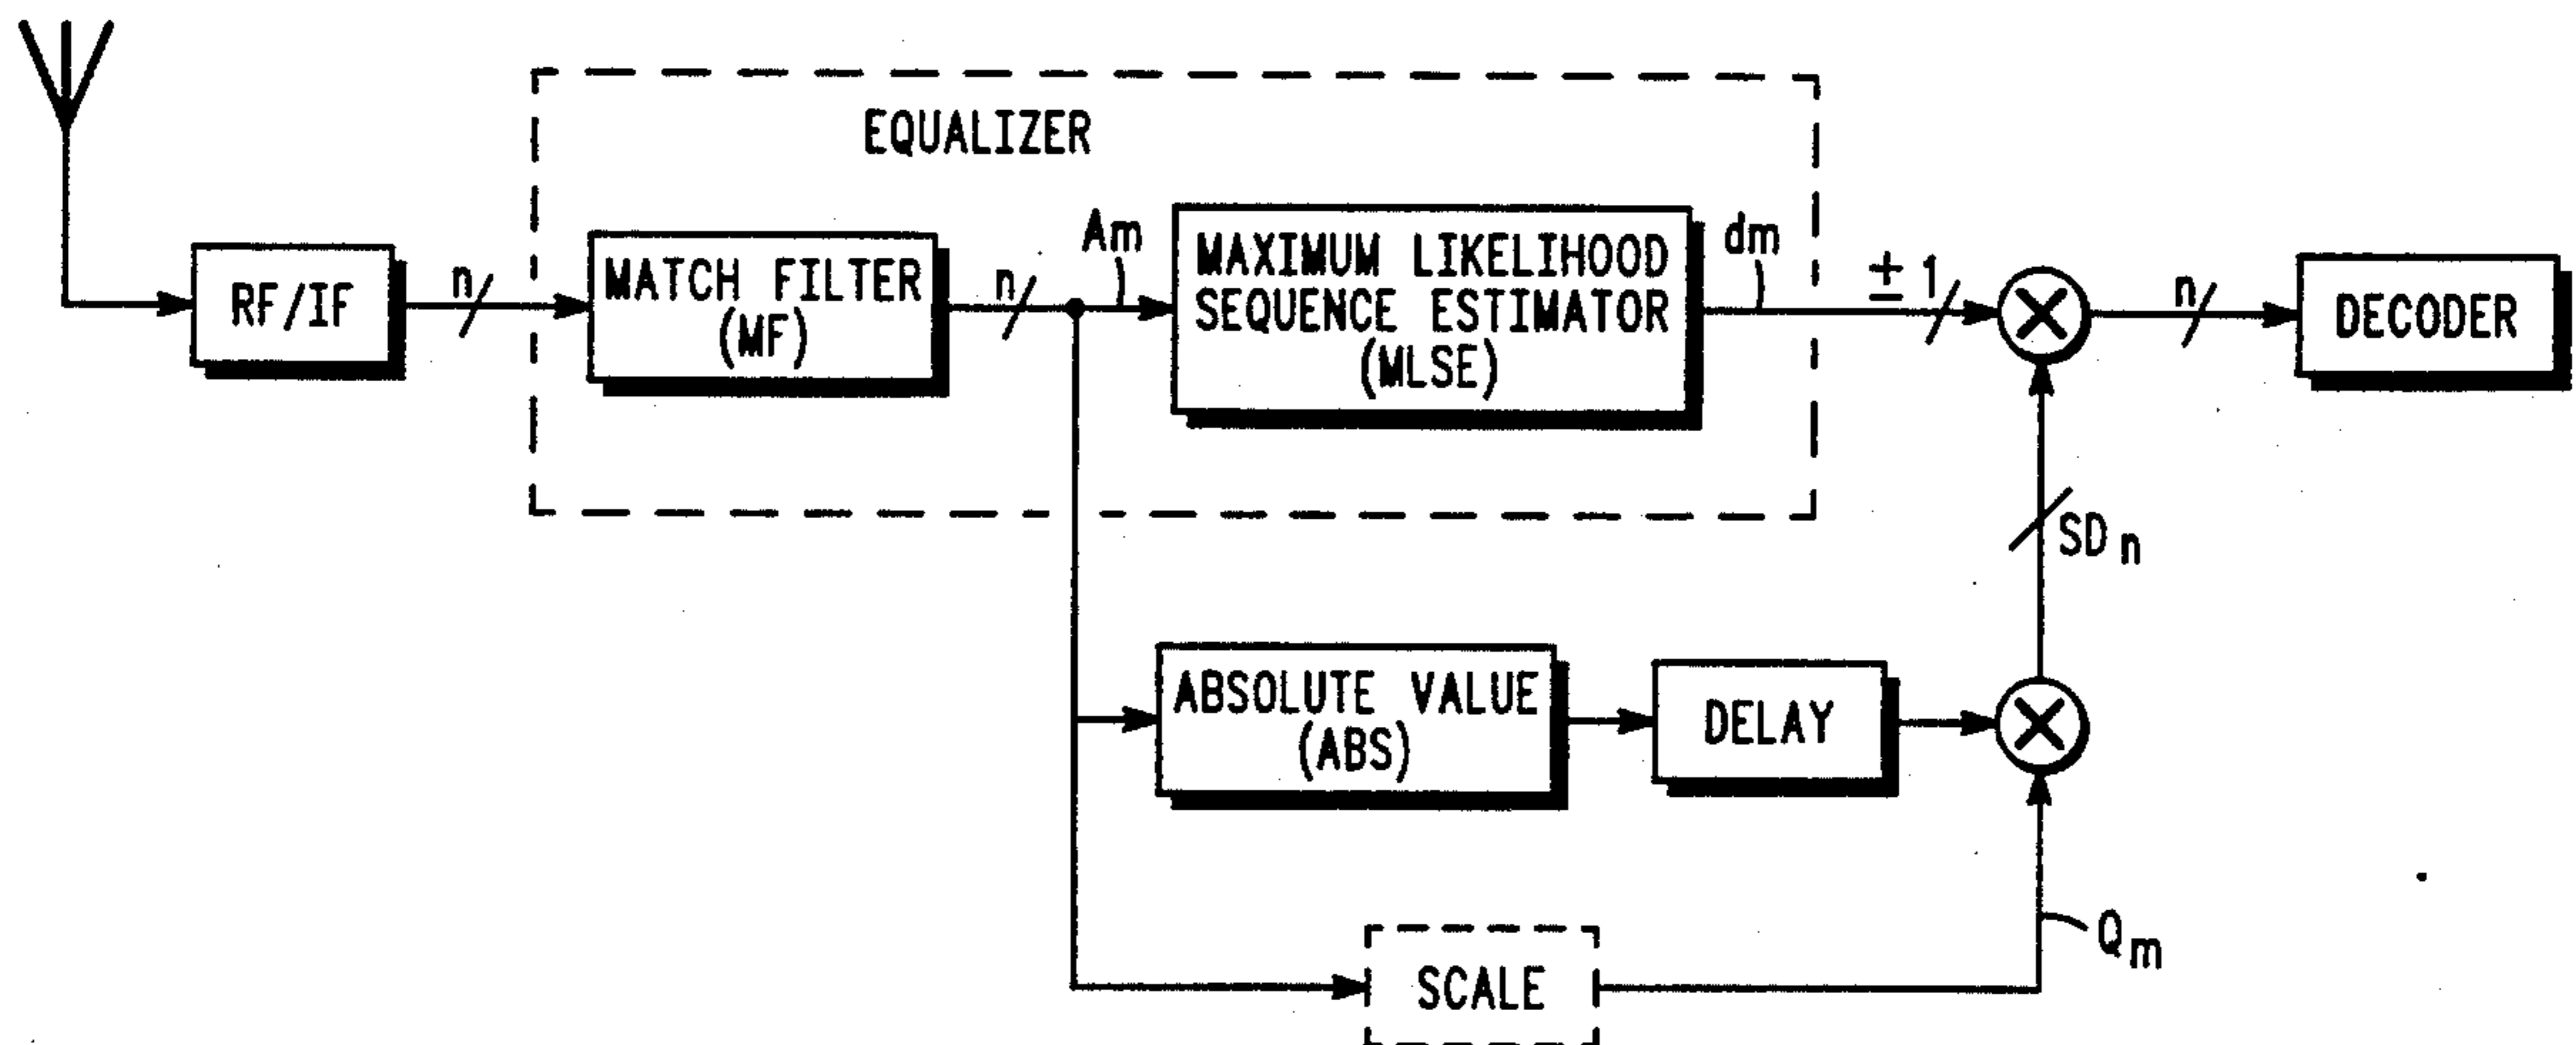 EQUALIZER
RF/IF
n
MATCH FILTER
(MF)
n
Am
MAXIMUM LIKELIHOOD
SEQUENCE ESTIMATOR
(MLSE)
dm
± 1
n
DECODER
SDn
ABSOLUTE VALUE
(ABS)
DELAY
SCALE
Qm